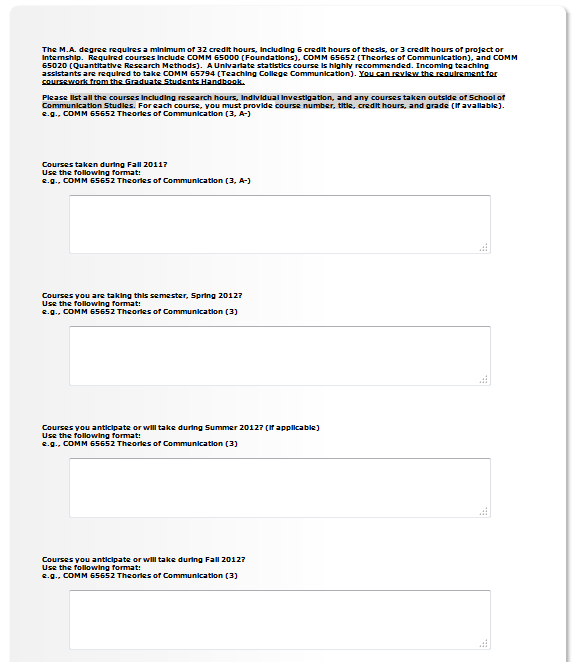 The M.A. degree requires a minimum of 32 credit hours, including 6 credit hours of thesis, or 3 credit hours of project or
internship. Required courses include COMM 65000 (Foundations), COMM 65652 (Theories of Communication), and COMM
65020 (Quantitative Research Methods). A Univariate statistics course is highly recommended. Incoming teaching
assistants are required to take COMM 65794 (Teaching College Communication). You can review the requirement for
coursework from the Graduate Students Handbook.
Please list all the courses including research hours, individual investigation, and any courses taken outside of School of
Communication Studies. For each course, you must provide course number, title, credit hours, and grade (if available).
e.g., COMM 65652 Theories of Communication (3, A-)
Courses taken during Fall 2011?
Use the following format:
e.g., COMM 65652 Theories of Communication (3, A-)
Courses you are taking this semester, Spring 2012?
Use the following format:
e.g., COMM 65652 Theories of Communication (3)
Courses you anticipate or will take during Summer 2012? (if applicable)
Use the following format:
e.g., COMM 65652 Theories of Communication (3)
Courses you anticipate or will take during Fall 2012?
Use the following format:
e.g., COMM 65652 Theories of Communication (3)